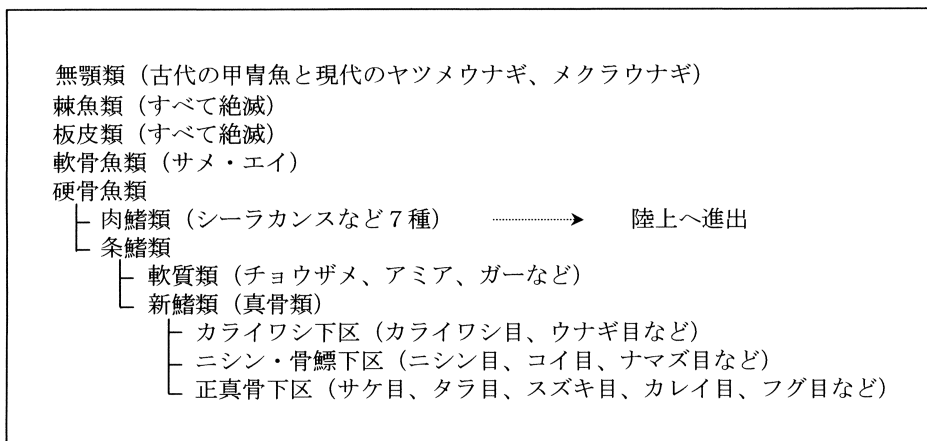 無顎類（古代の甲冑魚と現代のヤツメウナギ、メクラウナギ）
棘魚類（すべて絶滅）
板皮類（すべて絶滅）
軟骨魚類（サメ・エイ）
硬骨魚類
肉鰭類（シーラカンスなど７種） 陸上へ進出
条鰭類
軟質類（チョウザメ、アミア、ガーなど）
新鰭類（真骨類）
カライワシ下区（カライワシ目、ウナギ目など）
ニシン・骨鰾下区（ニシン目、コイ目、ナマズ目など）
正真骨下区（サケ目、タラ目、スズキ目、カレイ目、フグ目など）